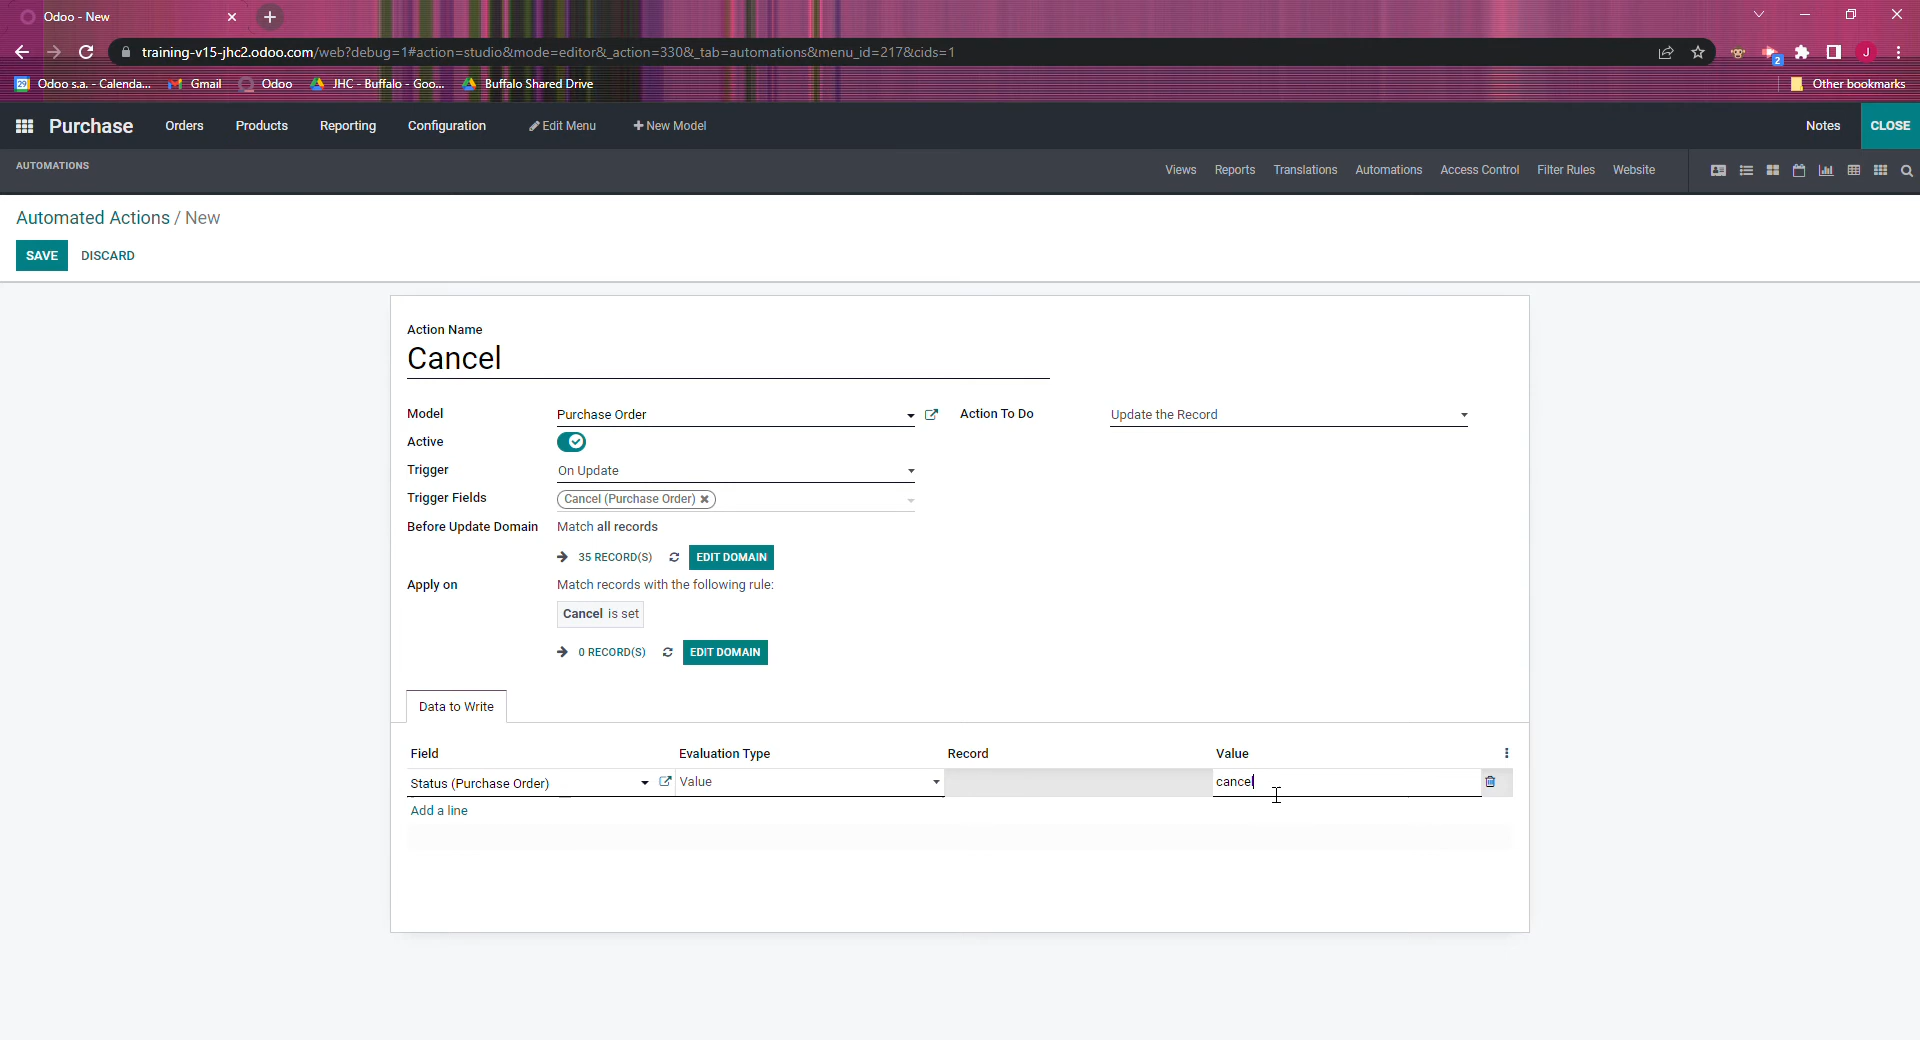 Odoo - New
training-v15-jhc2.odoo.com/web?debug=1#action=studio&mode=editor&_action=330&_tab=automations&menu_id=217&cids=1
2
J
29 Odoo s.a. - Calenda... Gmail Odoo JHC - Buffalo - Goo... Buffalo Shared Drive Other bookmarks
Purchase Orders Products Reporting Configuration Edit Menu New Model Notes CLOSE
AUTOMATIONS Views Reports Translations Automations Access Control Filter Rules Website
Automated Actions / New
SAVE DISCARD
Action Name
Cancel
Model Purchase Order Action To Do Update the Record
Active
Trigger On Update
Trigger Fields Cancel (Purchase Order)
Before Update Domain Match all records
35 RECORD(S) EDIT DOMAIN
Apply on Match records with the following rule:
Cancel is set
0 RECORD(S) EDIT DOMAIN
Data to Write
Field Evaluation Type Record Value
Status (Purchase Order) Value cancel
Add a line